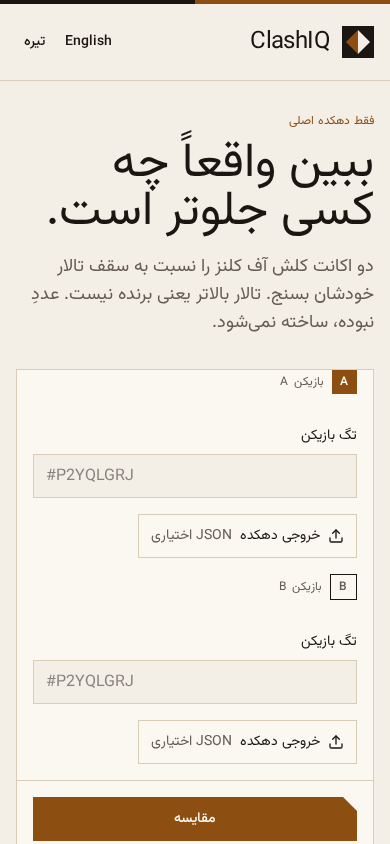 ClashIQ
English
تیره
فقط دهکده اصلی
ببین واقعاً چه
کسی جلوتر است.
دو اکانت کلش آف کلنز را نسبت به سقف تالار
خودشان بسنج. تالار بالاتر یعنی برنده نیست. عددِ
نبوده، ساخته نمی‌شود.
A بازیکن A
تگ بازیکن
#P2YQLGRJ
خروجی دهکده JSON اختیاری
B بازیکن B
تگ بازیکن
#P2YQLGRJ
خروجی دهکده JSON اختیاری
مقایسه